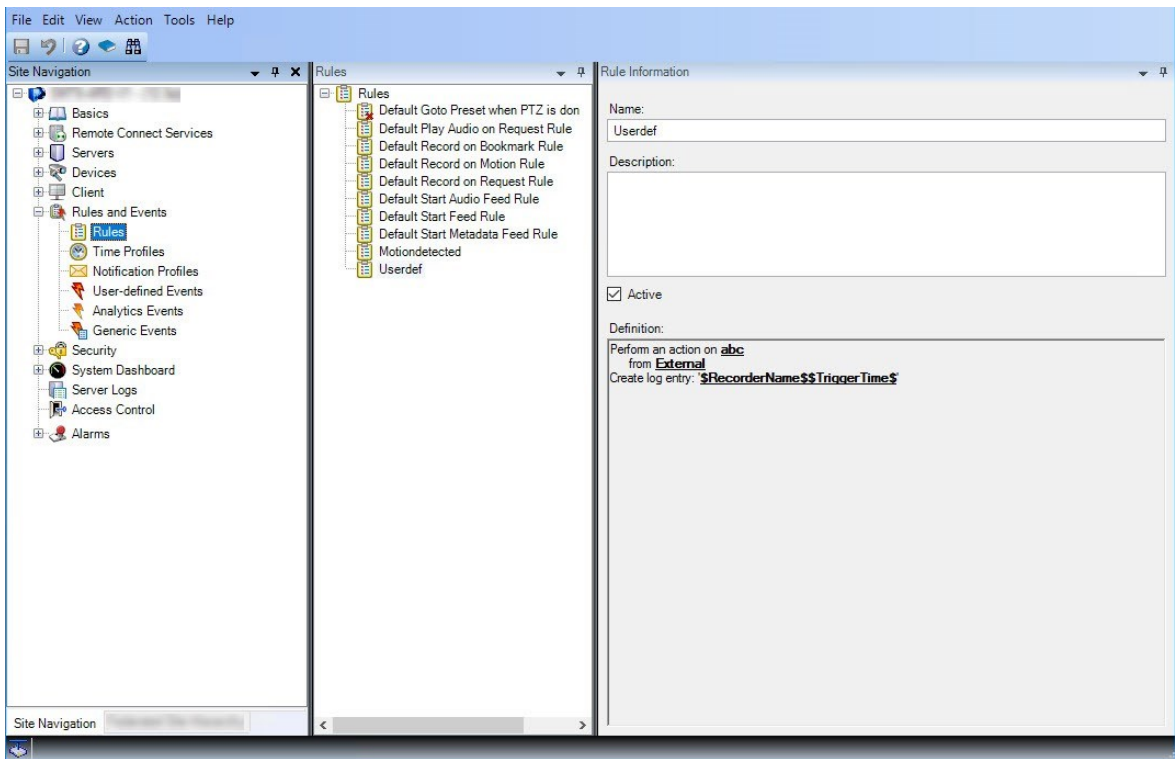 File Edit View Action Tools Help
Site Navigation
Basics
Remote Connect Services
Servers
Devices
Client
Rules and Events
Rules
Time Profiles
Notification Profiles
User-defined Events
Analytics Events
Generic Events
Security
System Dashboard
Server Logs
Access Control
Alarms
Site Navigation
Rules
Rules
Default Goto Preset when PTZ is don
Default Play Audio on Request Rule
Default Record on Bookmark Rule
Default Record on Motion Rule
Default Record on Request Rule
Default Start Audio Feed Rule
Default Start Feed Rule
Default Start Metadata Feed Rule
Motiondetected
Userdef
Rule Information
Name:
Userdef
Description:
Active
Definition:
Perform an action on abc
from External
Create log entry: '$RecorderName$$TriggerTime$'